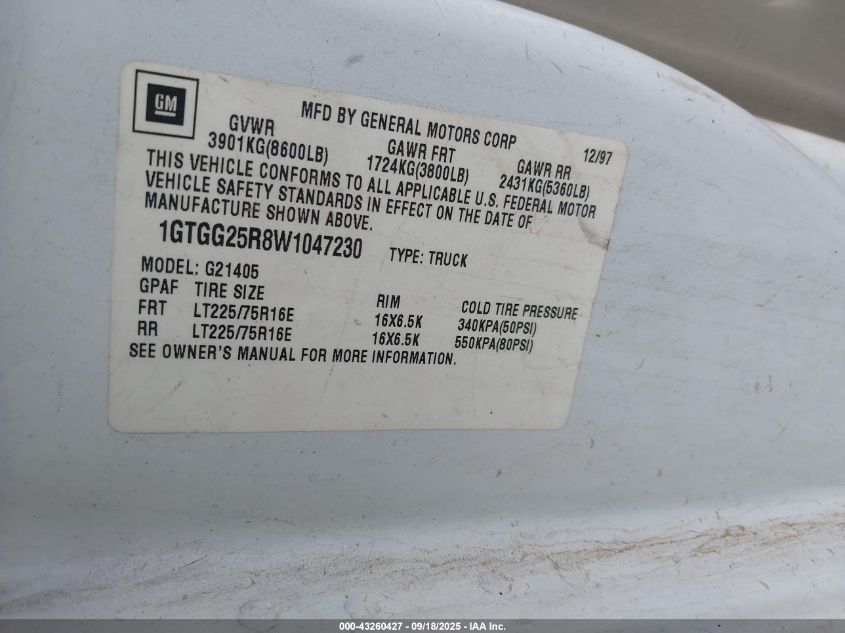 GM
MFD BY GENERAL MOTORS CORP 12/97
GVWR GAWR FRT GAWR RR
3901KG(8600LB) 1724KG(3800LB) 2431KG(5360LB)
THIS VEHICLE CONFORMS TO ALL APPLICABLE U.S. FEDERAL MOTOR
VEHICLE SAFETY STANDARDS IN EFFECT ON THE DATE OF
MANUFACTURE SHOWN ABOVE.
1GTGG25R8W1047230 TYPE: TRUCK
MODEL: G21405
GPAF TIRE SIZE RIM COLD TIRE PRESSURE
FRT LT225/75R16E 16X6.5K 340KPA(50PSI)
RR LT225/75R16E 16X6.5K 550KPA(80PSI)
SEE OWNER'S MANUAL FOR MORE INFORMATION.
000-43260427 - 09/18/2025 - IAA Inc.